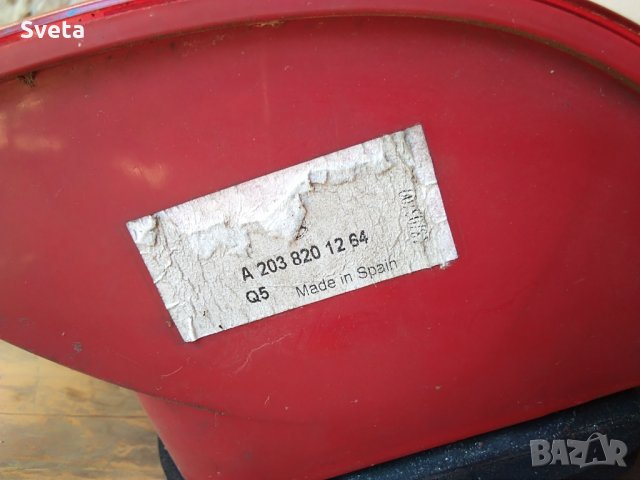 Sveta
A 203 820 12 64
Q5 Made in Spain
BAZAR